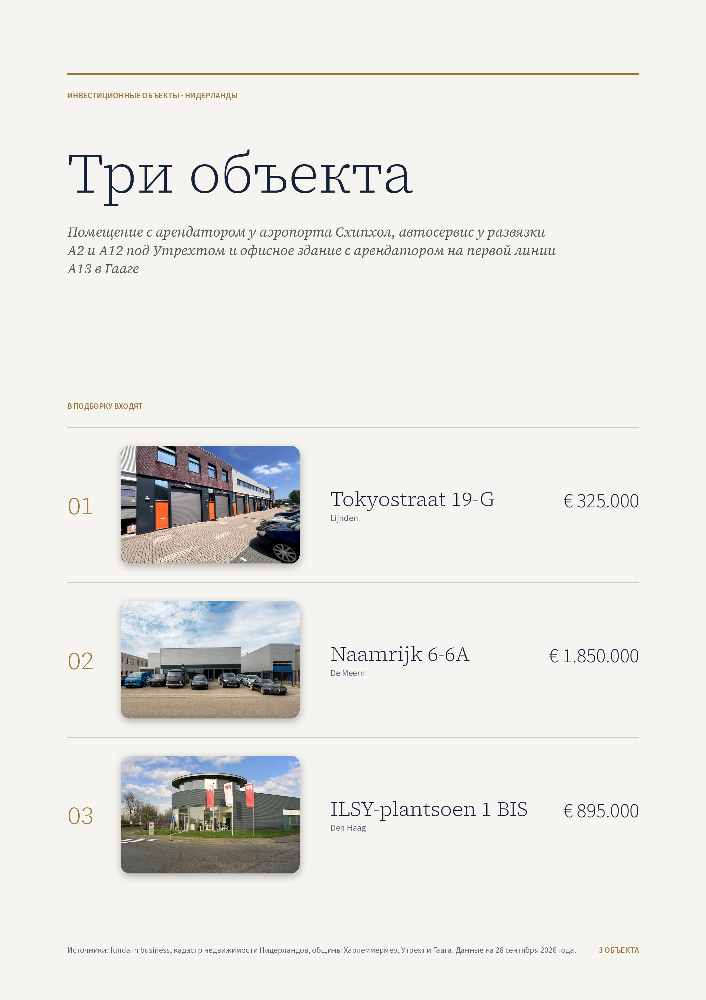 ИНВЕСТИЦИОННЫЕ ОБЪЕКТЫ · НИДЕРЛАНДЫ
Три объекта
Помещение с арендатором у аэропорта Схипхол, автосервис у развязки
A2 и A12 под Утрехтом и офисное здание с арендатором на первой линии
A13 в Гааге
В ПОДБОРКУ ВХОДЯТ
01
Tokyostraat 19-G
€ 325.000
Lijnden
02
Naamrijk 6-6A
€ 1.850.000
De Meern
03
ILSY-plantsoen 1 BIS
€ 895.000
Den Haag
Источники: funda in business, кадастр недвижимости Нидерландов, общины Харлеммермер, Утрехт и Гаага. Данные на 28 сентября 2026 года.
3 ОБЪЕКТА